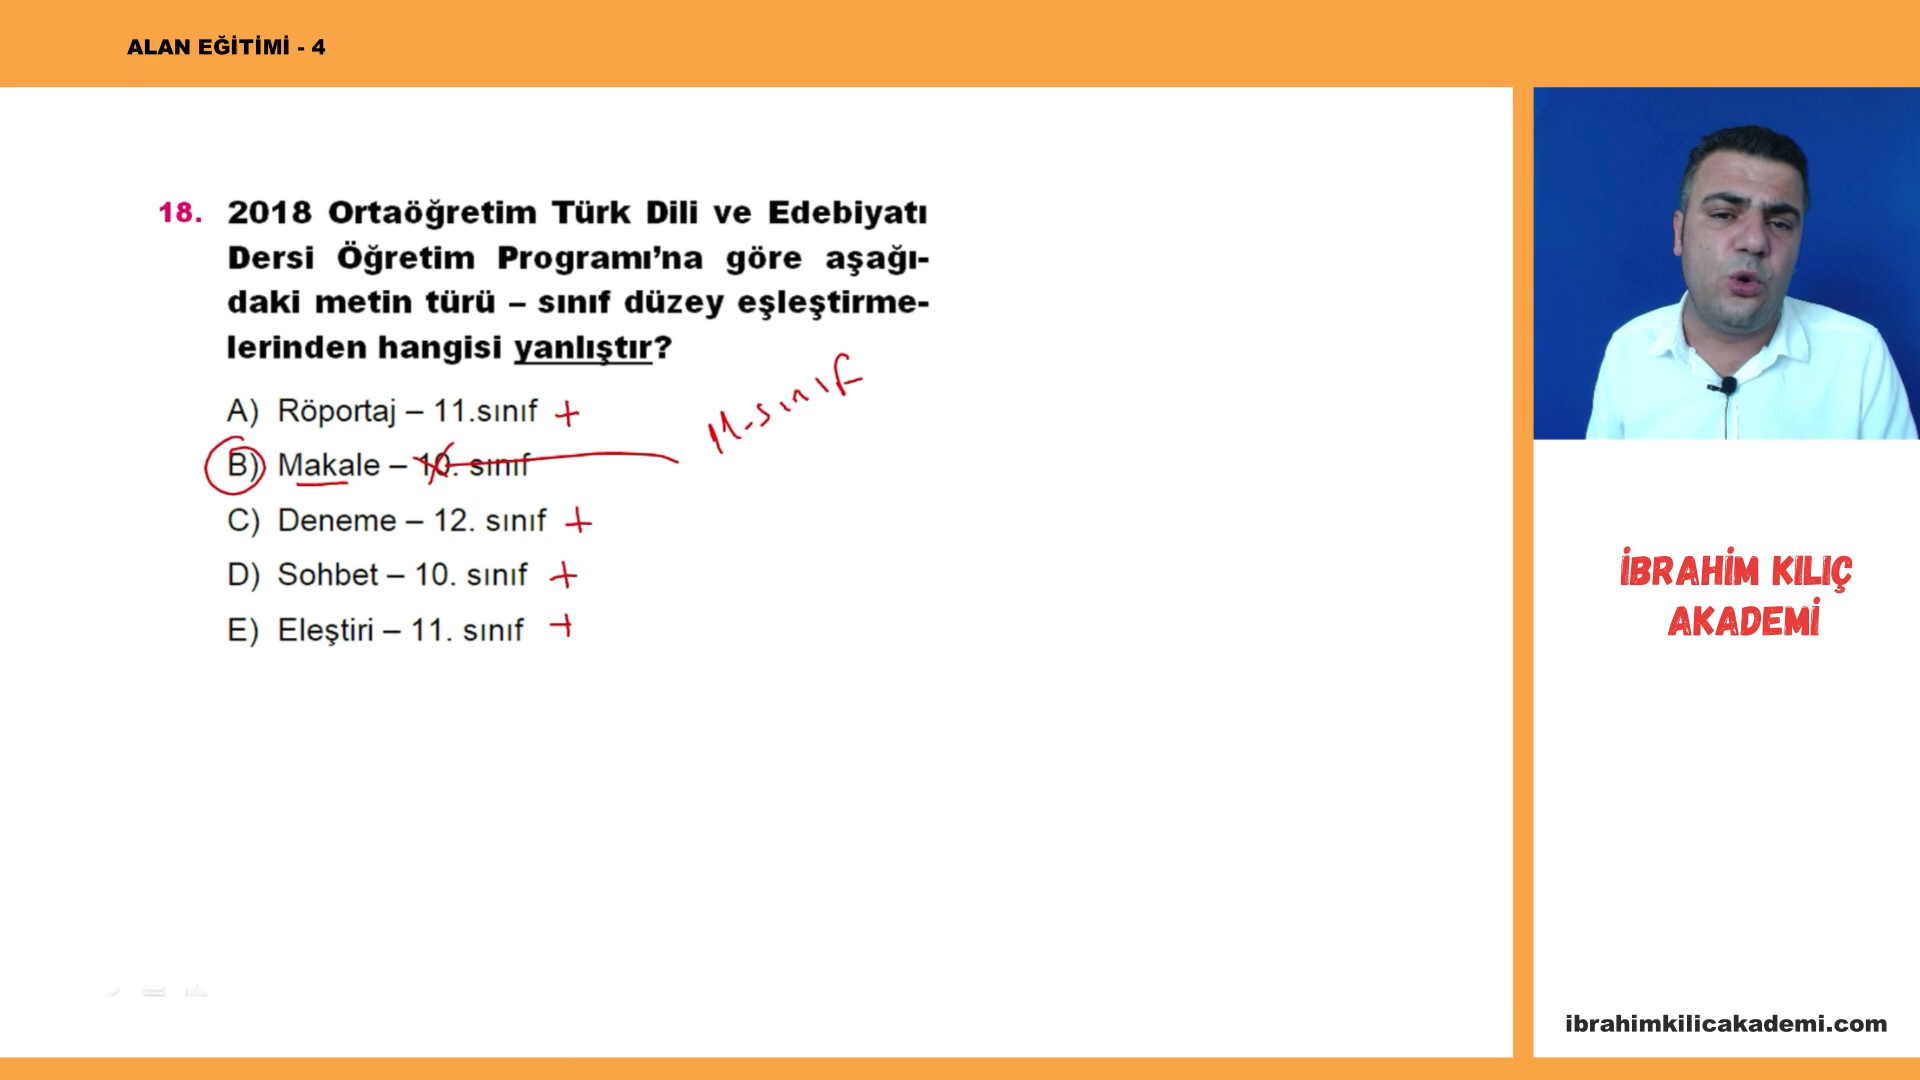 ALAN EĞİTİMİ - 4
18. 2018 Ortaöğretim Türk Dili ve Edebiyatı
Dersi Öğretim Programı'na göre aşağı-
daki metin türü – sınıf düzey eşleştirme-
lerinden hangisi yanlıştır?
A) Röportaj – 11.sınıf +
B) Makale – 10. sınıf
11-sınıf
C) Deneme – 12. sınıf +
D) Sohbet – 10. sınıf +
E) Eleştiri – 11. sınıf +
İBRAHİM KILIÇ
AKADEMİ
ibrahimkilicakademi.com